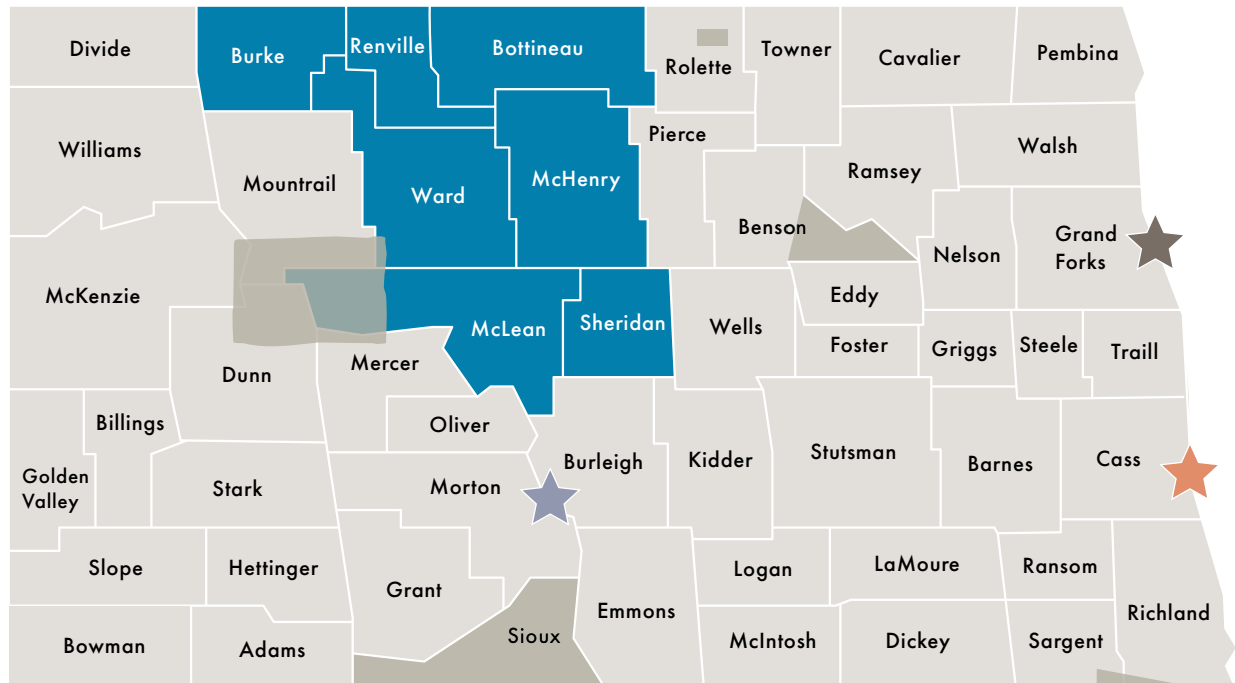 Divide
Burke
Renville
Bottineau
Rolette
Towner
Cavalier
Pembina
Williams
Mountrail
Ward
McHenry
Pierce
Benson
Ramsey
Walsh
Nelson
Grand
Forks
McKenzie
McLean
Sheridan
Wells
Eddy
Foster
Griggs
Steele
Traill
Dunn
Mercer
Billings
Oliver
Golden
Valley
Stark
Morton
Burleigh
Kidder
Stutsman
Barnes
Cass
Slope
Hettinger
Grant
Logan
LaMoure
Ransom
Richland
Bowman
Adams
Sioux
Emmons
McIntosh
Dickey
Sargent